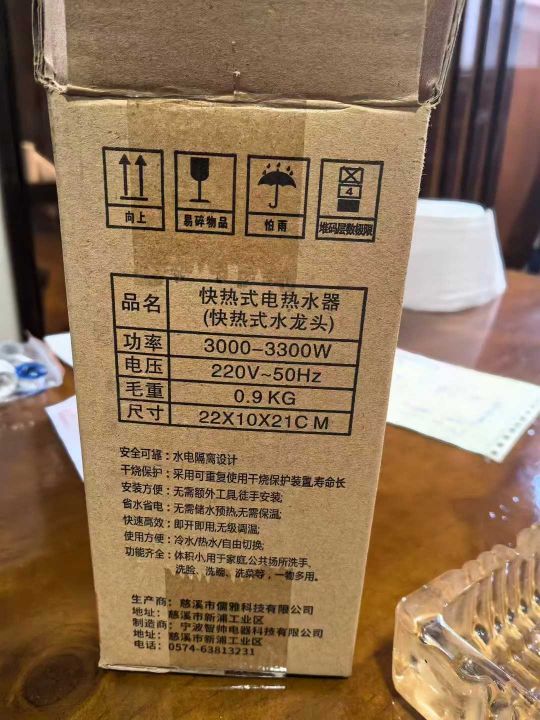 4
向上
易碎物品
怕雨
堆码层数极限
品名 快热式电热水器
(快热式水龙头)
功率 3000-3300W
电压 220V~50Hz
毛重 0.9KG
尺寸 22X10X21CM
安全可靠：水电隔离设计
干烧保护：采用可重复使用干烧保护装置,寿命长
安装方便：无需额外工具,徒手安装;
省水省电：无需储水预热,无需保温;
快速高效：即开即用,无级调温;
使用方便：冷水/热水/自由切换;
功能齐全：体积小,用于家庭,公共场所洗手、
洗脸、洗碗、洗菜等，一物多用。
生产商：慈溪市儒雅科技有限公司
地址：慈溪市新浦工业区
制造商：宁波智帅电器科技有限公司
地址：慈溪市新浦工业区
电话：0574-63813231